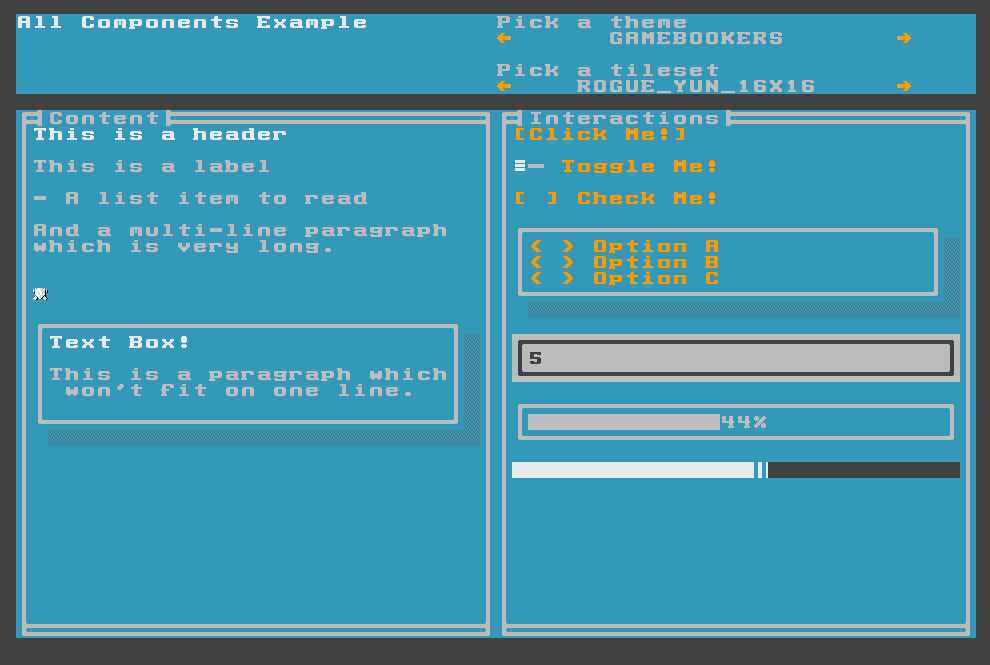 All Components Example
Pick a theme
← GAMEBOOKERS →
Pick a tileset
← ROGUE_YUN_16X16 →
Content
This is a header
This is a label
- A list item to read
And a multi-line paragraph
which is very long.
Text Box!
This is a paragraph which
won't fit on one line.
Interactions
[Click Me!]
Toggle Me!
[ ] Check Me!
< > Option A
< > Option B
< > Option C
5
44%